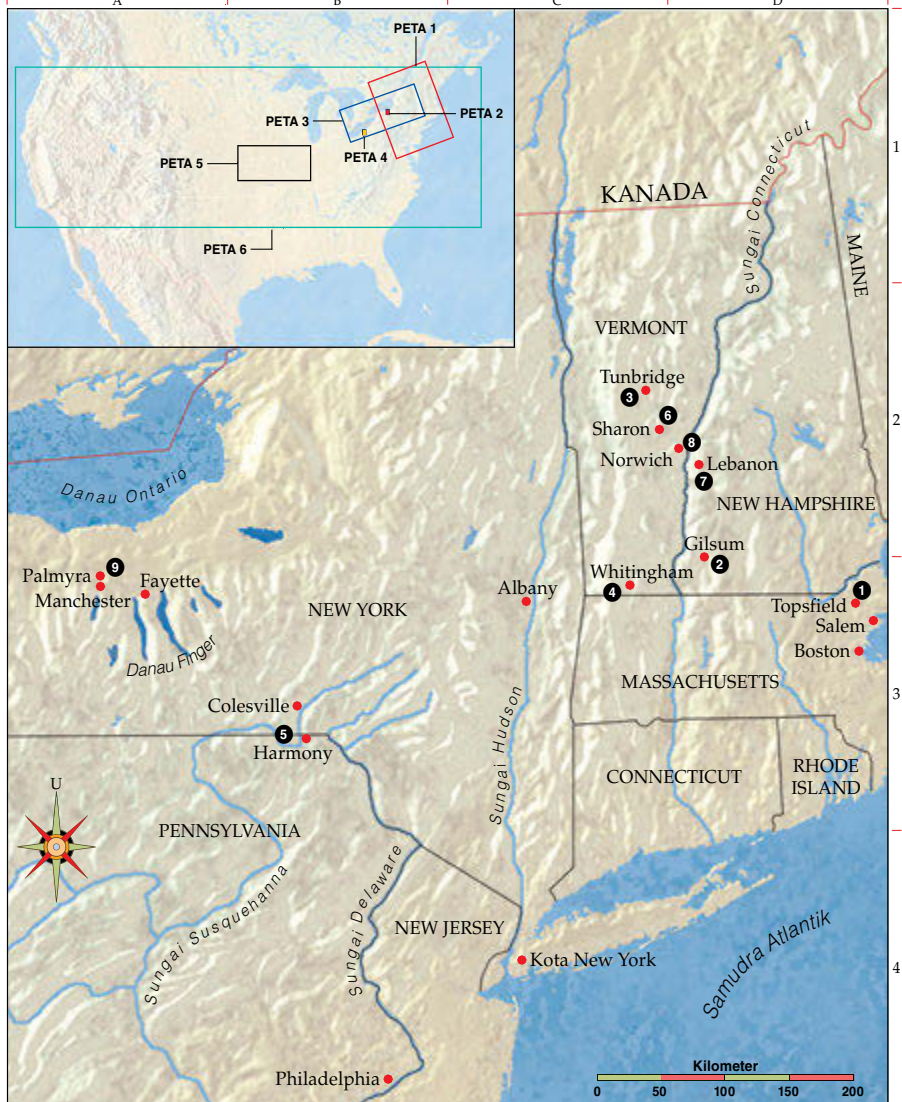 A
B
C
D
PETA 1
PETA 2
PETA 3
PETA 4
PETA 5
PETA 6
1
KANADA
Sungai Connecticut
MAINE
VERMONT
Tunbridge
3
6
Sharon
8
2
Norwich
Lebanon
7
Danau Ontario
NEW HAMPSHIRE
Gilsum
9
Palmyra
2
Whitingham
Fayette
Manchester
4
Albany
1
Topsfield
NEW YORK
Salem
Danau Finger
Boston
MASSACHUSETTS
3
Colesville
5
Harmony
Sungai Hudson
CONNECTICUT
RHODE
ISLAND
U
PENNSYLVANIA
Sungai Susquehanna
Sungai Delaware
NEW JERSEY
Kota New York
Samudra Atlantik
4
Philadelphia
Kilometer
0 50 100 150 200